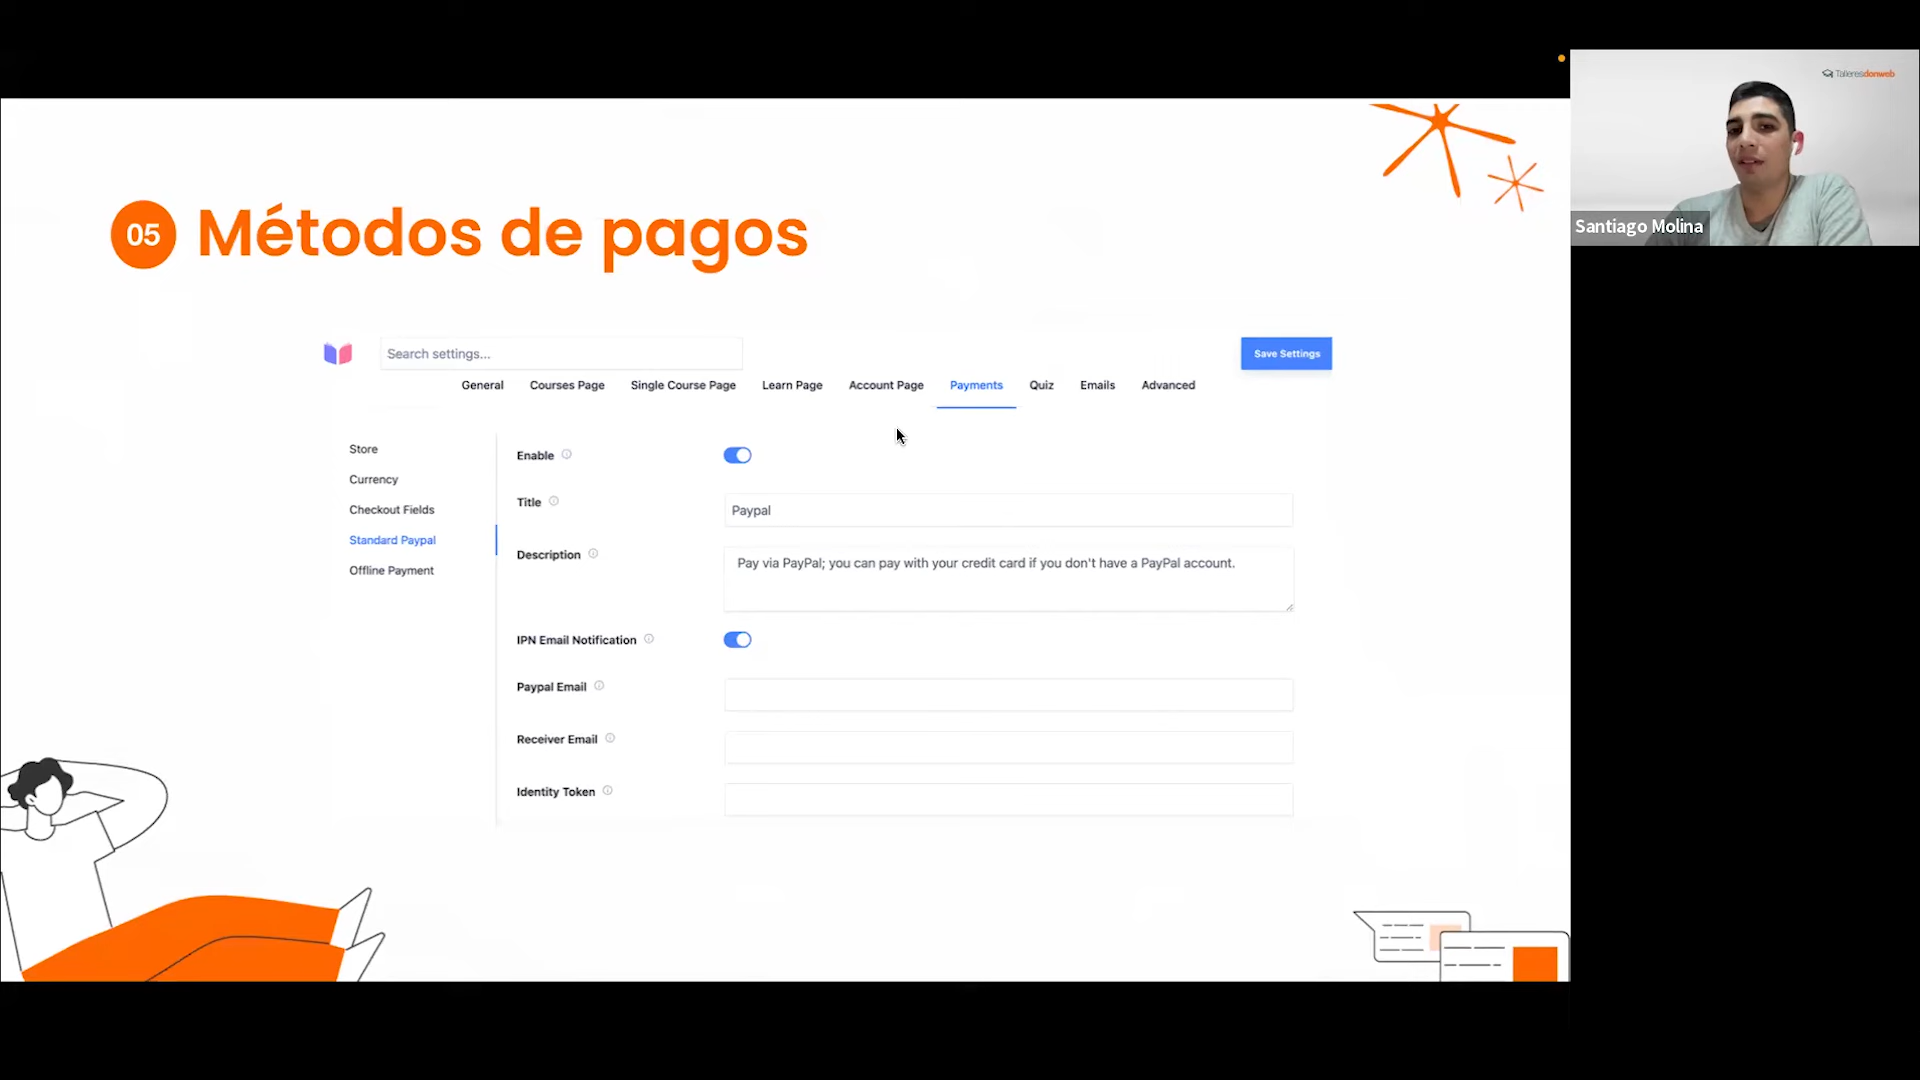 Talleresdonweb
Santiago Molina
05 Métodos de pagos
Search settings...
Save Settings
General Courses Page Single Course Page Learn Page Account Page Payments Quiz Emails Advanced
Store
Currency
Checkout Fields
Standard Paypal
Offline Payment
Enable
Title
Paypal
Description
Pay via PayPal; you can pay with your credit card if you don't have a PayPal account.
IPN Email Notification
Paypal Email
Receiver Email
Identity Token